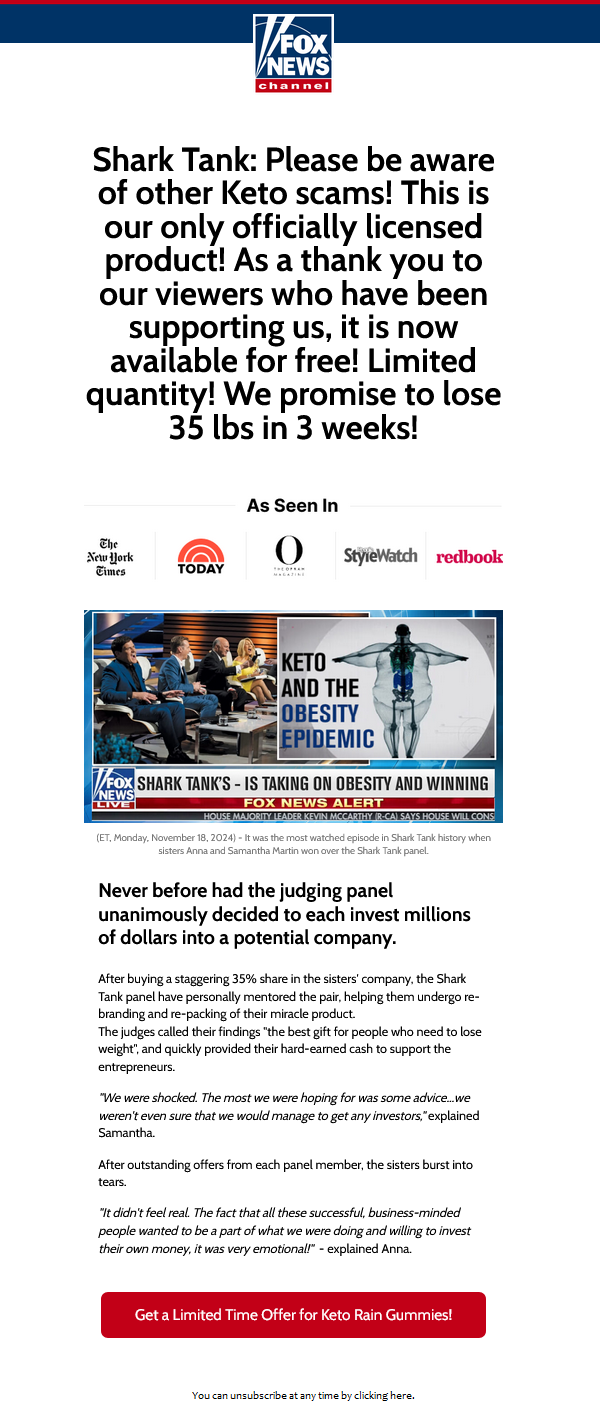 FOX
NEWS
channel
Shark Tank: Please be aware
of other Keto scams! This is
our only officially licensed
product! As a thank you to
our viewers who have been
supporting us, it is now
available for free! Limited
quantity! We promise to lose
35 lbs in 3 weeks!
As Seen In
The
New York
Times
TODAY
O
THE OPRAH
MAGAZINE
StyleWatch
redbook
KETO
AND THE
OBESITY
EPIDEMIC
FOX
NEWS
LIVE
SHARK TANK'S - IS TAKING ON OBESITY AND WINNING
FOX NEWS ALERT
HOUSE MAJORITY LEADER KEVIN MCCARTHY (R-CA) SAYS HOUSE WILL CONS
(ET, Monday, November 18, 2024) - It was the most watched episode in Shark Tank history when
sisters Anna and Samantha Martin won over the Shark Tank panel.
Never before had the judging panel
unanimously decided to each invest millions
of dollars into a potential company.
After buying a staggering 35% share in the sisters' company, the Shark
Tank panel have personally mentored the pair, helping them undergo re-
branding and re-packing of their miracle product.
The judges called their findings "the best gift for people who need to lose
weight", and quickly provided their hard-earned cash to support the
entrepreneurs.
"We were shocked. The most we were hoping for was some advice...we
weren't even sure that we would manage to get any investors," explained
Samantha.
After outstanding offers from each panel member, the sisters burst into
tears.
"It didn't feel real. The fact that all these successful, business-minded
people wanted to be a part of what we were doing and willing to invest
their own money, it was very emotional!" - explained Anna.
Get a Limited Time Offer for Keto Rain Gummies!
You can unsubscribe at any time by clicking here.